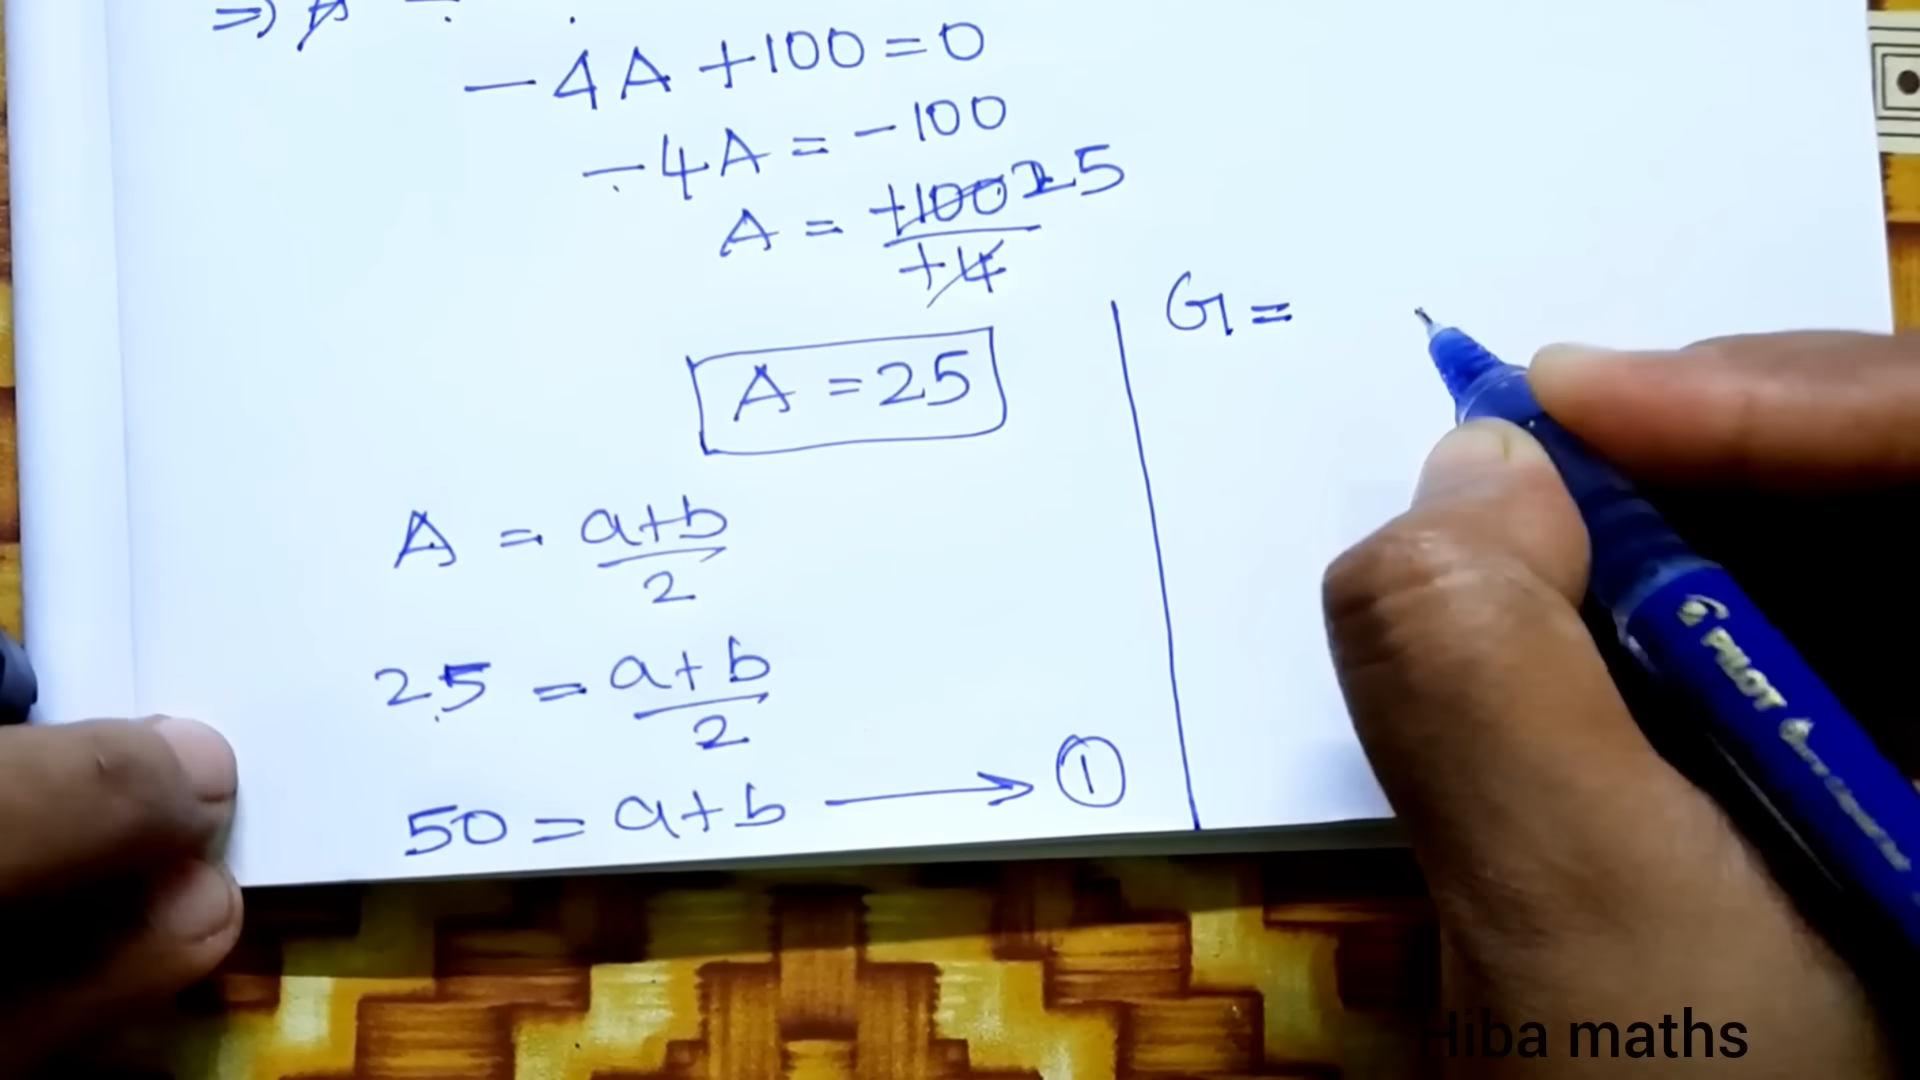 -4A+100=0
-4A = -100
A = +100/+4 25
A = 25
A = a+b/2
25 = a+b/2
50 = a+b → ①
G =
PILOT
Hiba maths